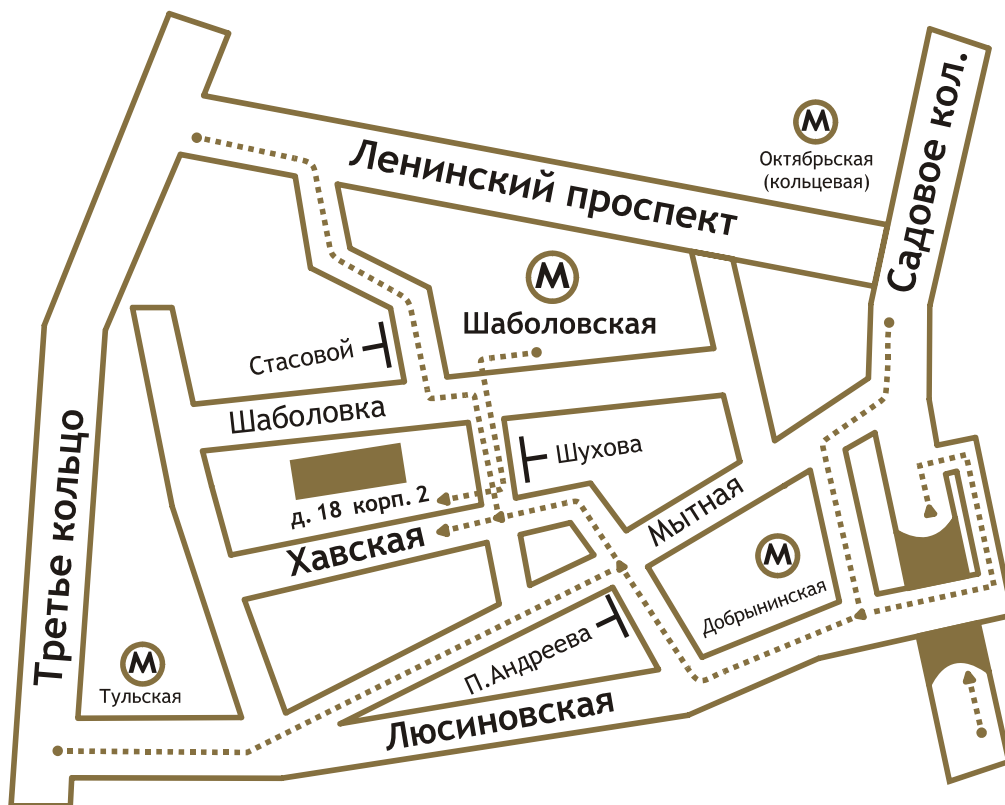 Садовое кол.
М
Октябрьская
(кольцевая)
Ленинский проспект
М
Шаболовская
Стасовой
Шаболовка
Шухова
д. 18 корп. 2
Хавская
Мытная
М
Добрынинская
Третье кольцо
М
Тульская
П.Андреева
Люсиновская